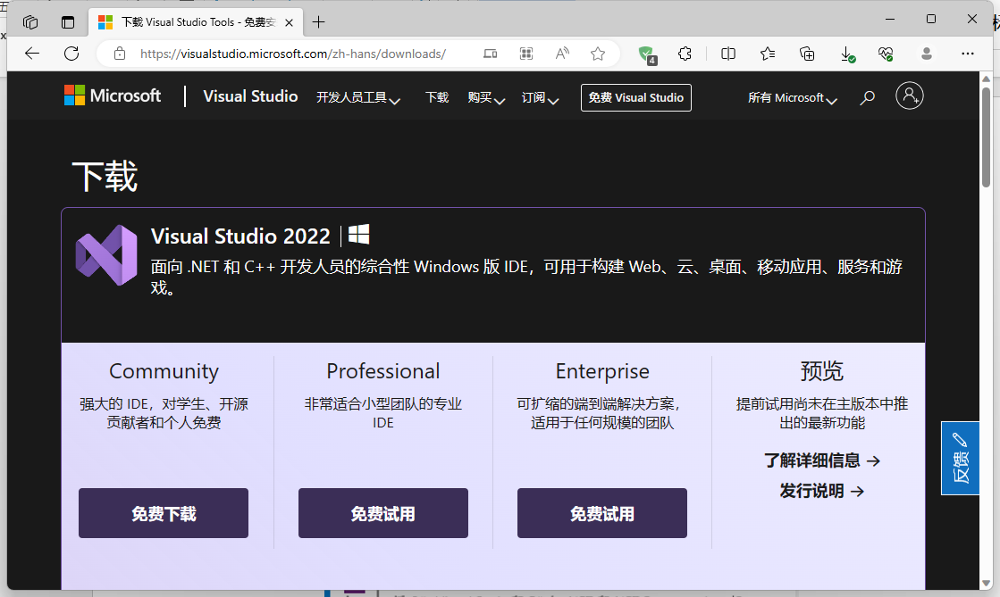 下载 Visual Studio Tools - 免费安
https://visualstudio.microsoft.com/zh-hans/downloads/
4
Microsoft
Visual Studio
开发人员工具
下载
购买
订阅
免费 Visual Studio
所有 Microsoft
下载
Visual Studio 2022
面向 .NET 和 C++ 开发人员的综合性 Windows 版 IDE，可用于构建 Web、云、桌面、移动应用、服务和游
戏。
Community
强大的 IDE，对学生、开源
贡献者和个人免费
免费下载
Professional
非常适合小型团队的专业
IDE
免费试用
Enterprise
可扩缩的端到端解决方案，
适用于任何规模的团队
免费试用
预览
提前试用尚未在主版本中推
出的最新功能
了解详细信息 →
发行说明 →
反馈